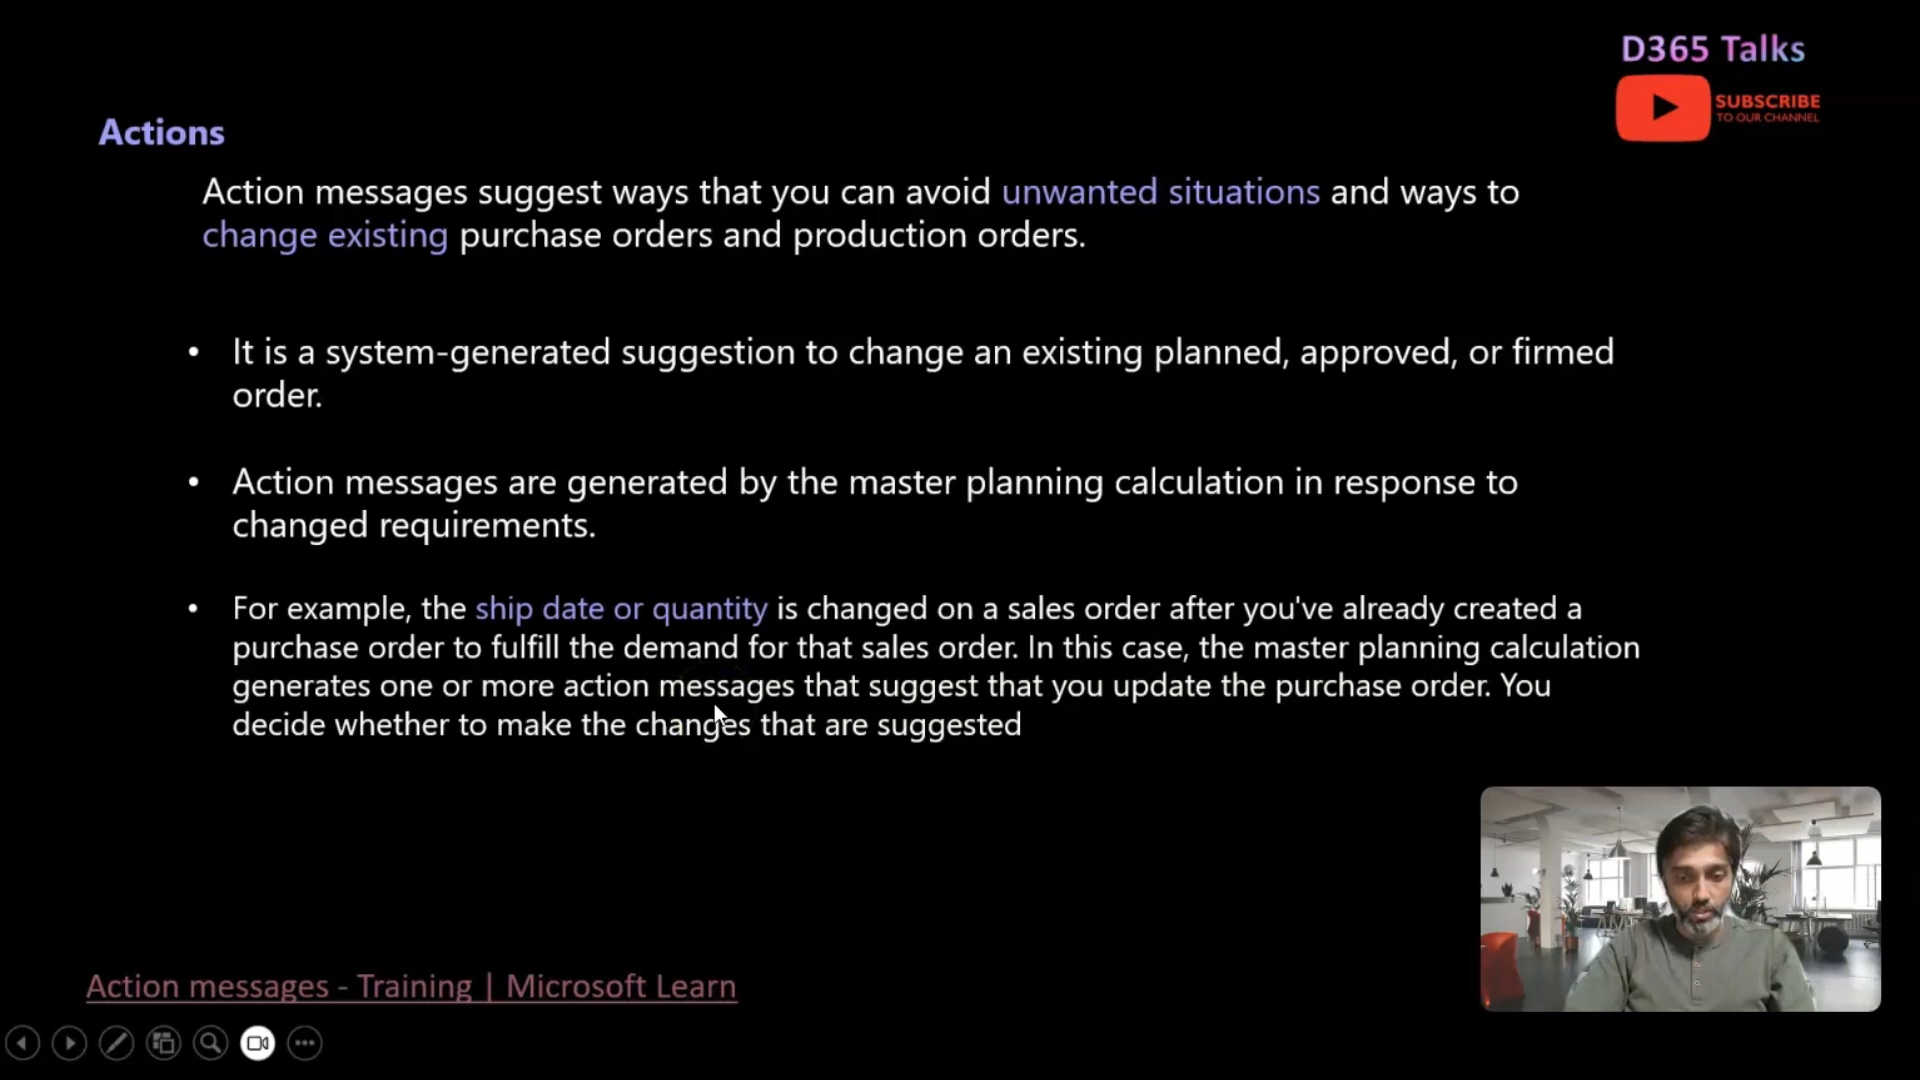 D365 Talks
SUBSCRIBE
TO OUR CHANNEL
Actions
Action messages suggest ways that you can avoid unwanted situations and ways to
change existing purchase orders and production orders.
• It is a system-generated suggestion to change an existing planned, approved, or firmed
order.
• Action messages are generated by the master planning calculation in response to
changed requirements.
• For example, the ship date or quantity is changed on a sales order after you've already created a
purchase order to fulfill the demand for that sales order. In this case, the master planning calculation
generates one or more action messages that suggest that you update the purchase order. You
decide whether to make the changes that are suggested
Action messages - Training | Microsoft Learn